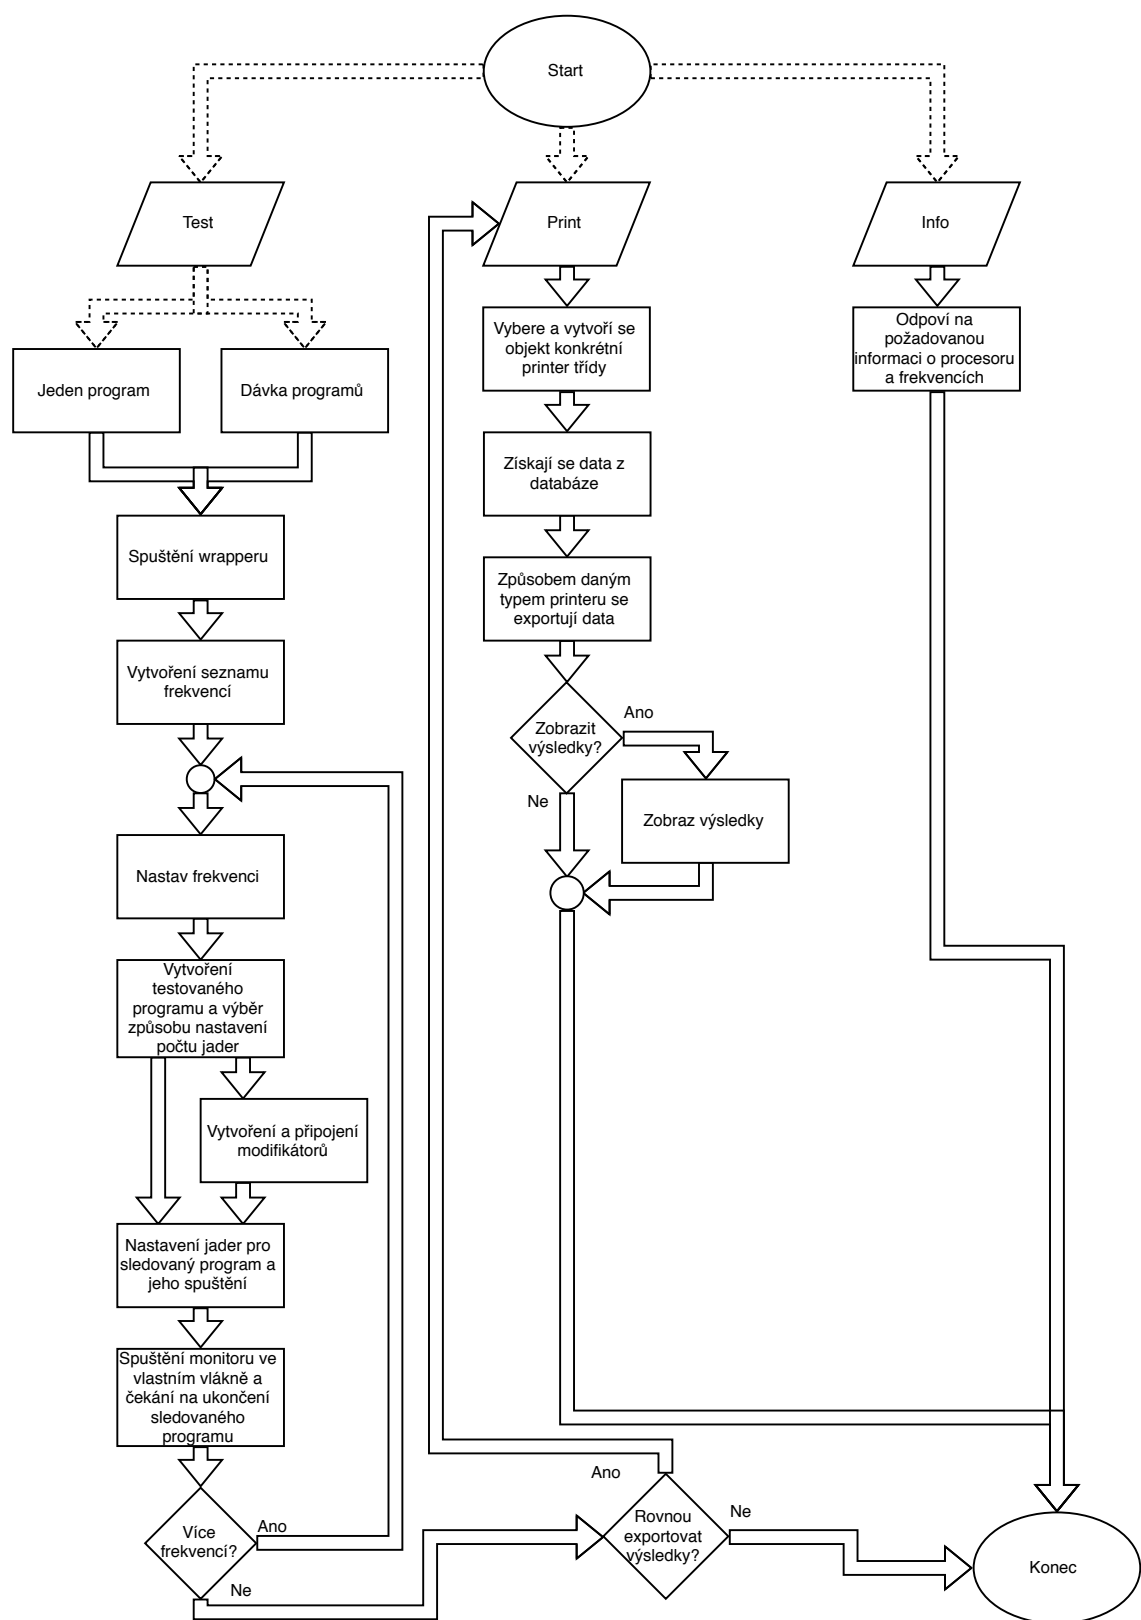 Start
Test
Print
Info
Jeden program
Dávka programů
Vybere a vytvoří se
objekt konkrétní
printer třídy
Odpoví na
požadovanou
informaci o procesoru
a frekvencích
Získají se data z
databáze
Spuštění wrapperu
Způsobem daným
typem printeru se
exportují data
Vytvoření seznamu
frekvencí
Zobrazit
výsledky?
Ano
Ne
Zobraz výsledky
Nastav frekvenci
Vytvoření
testovaného
programu a výběr
způsobu nastavení
počtu jader
Vytvoření a připojení
modifikátorů
Nastavení jader pro
sledovaný program a
jeho spuštění
Spuštění monitoru ve
vlastním vlákně a
čekání na ukončení
sledovaného
programu
Více
frekvencí?
Ano
Ne
Ano
Rovnou
exportovat
výsledky?
Ne
Konec